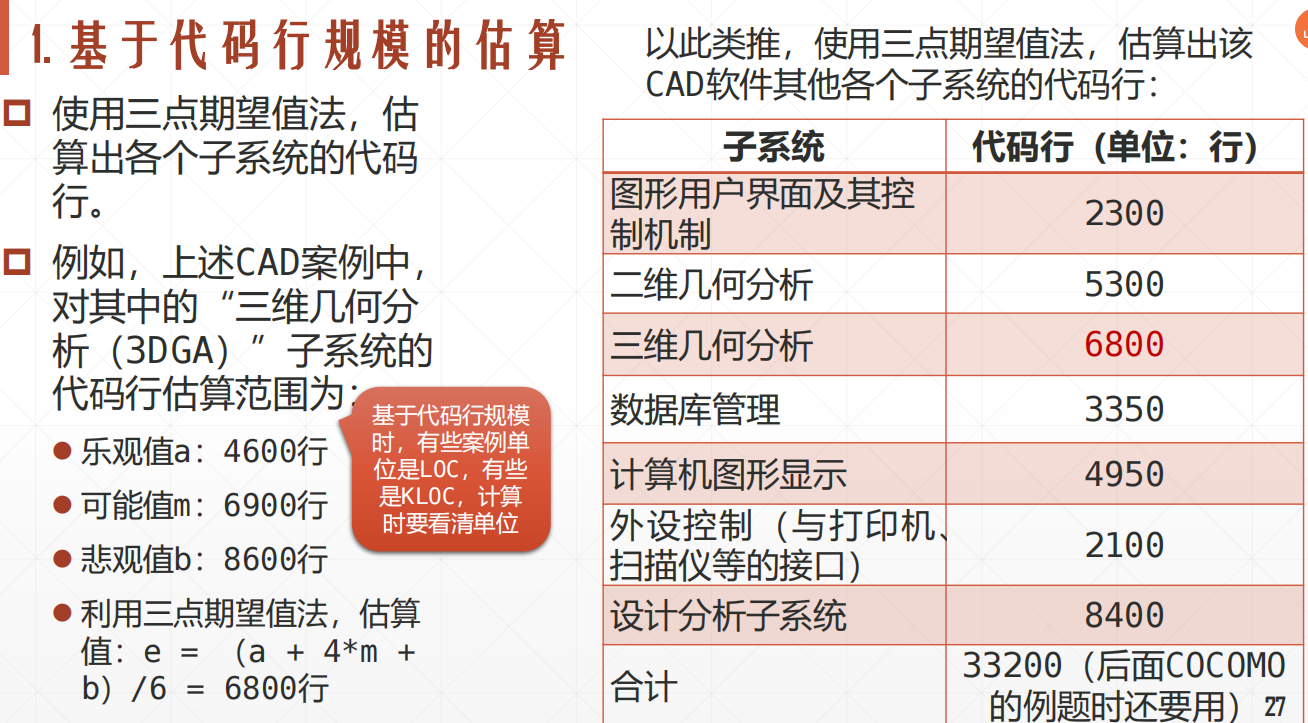 1.基于代码行规模的估算
使用三点期望值法，估
算出各个子系统的代码
行。
例如，上述CAD案例中，
对其中的“三维几何分
析（3DGA）”子系统的
代码行估算范围为：
乐观值a：4600行
可能值m：6900行
悲观值b：8600行
利用三点期望值法，估算
值：e = （a + 4*m +
b）/6 = 6800行
基于代码行规模
时，有些案例单
位是LOC，有些
是KLOC，计算
时要看清单位
以此类推，使用三点期望值法，估算出该
CAD软件其他各个子系统的代码行：
子系统 代码行（单位：行）
图形用户界面及其控
制机制 2300
二维几何分析 5300
三维几何分析 6800
数据库管理 3350
计算机图形显示 4950
外设控制（与打印机、
扫描仪等的接口） 2100
设计分析子系统 8400
合计 33200（后面COCOMO
的例题时还要用）
27